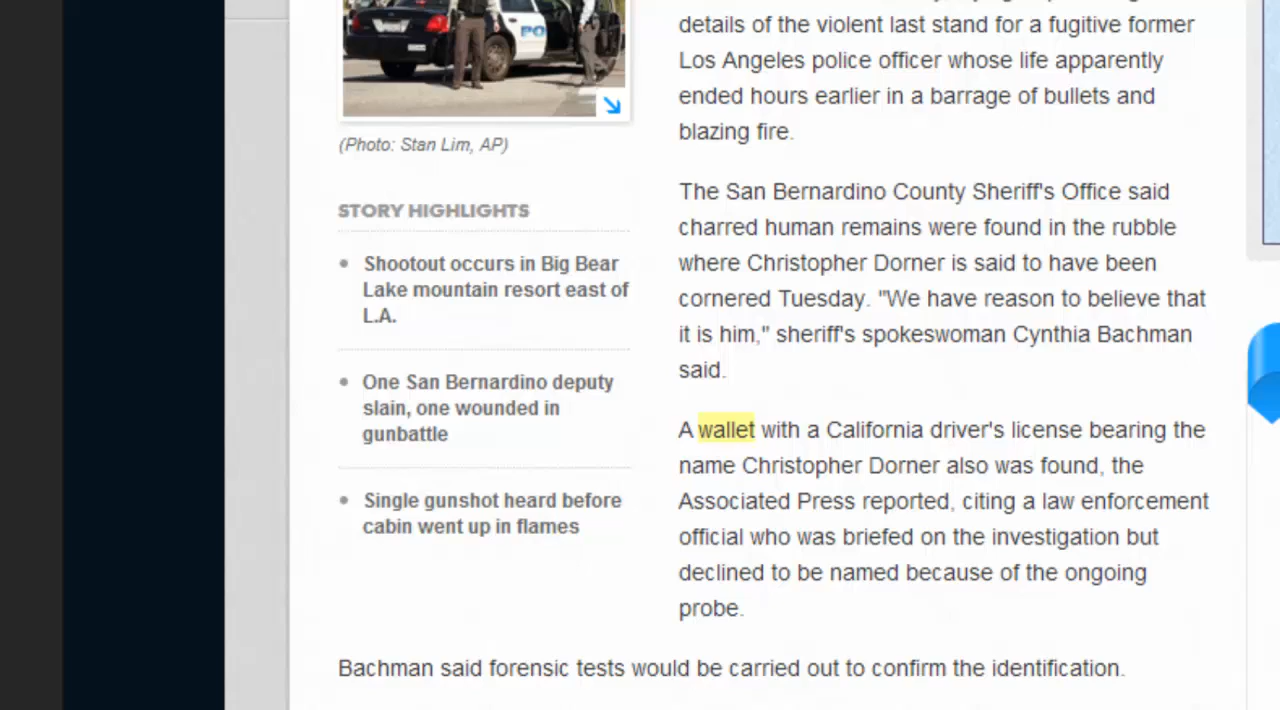 PO
(Photo: Stan Lim, AP)
STORY HIGHLIGHTS
Shootout occurs in Big Bear
Lake mountain resort east of
L.A.
One San Bernardino deputy
slain, one wounded in
gunbattle
Single gunshot heard before
cabin went up in flames
details of the violent last stand for a fugitive former
Los Angeles police officer whose life apparently
ended hours earlier in a barrage of bullets and
blazing fire.
The San Bernardino County Sheriff's Office said
charred human remains were found in the rubble
where Christopher Dorner is said to have been
cornered Tuesday. "We have reason to believe that
it is him," sheriff's spokeswoman Cynthia Bachman
said.
A wallet with a California driver's license bearing the
name Christopher Dorner also was found, the
Associated Press reported, citing a law enforcement
official who was briefed on the investigation but
declined to be named because of the ongoing
probe.
Bachman said forensic tests would be carried out to confirm the identification.